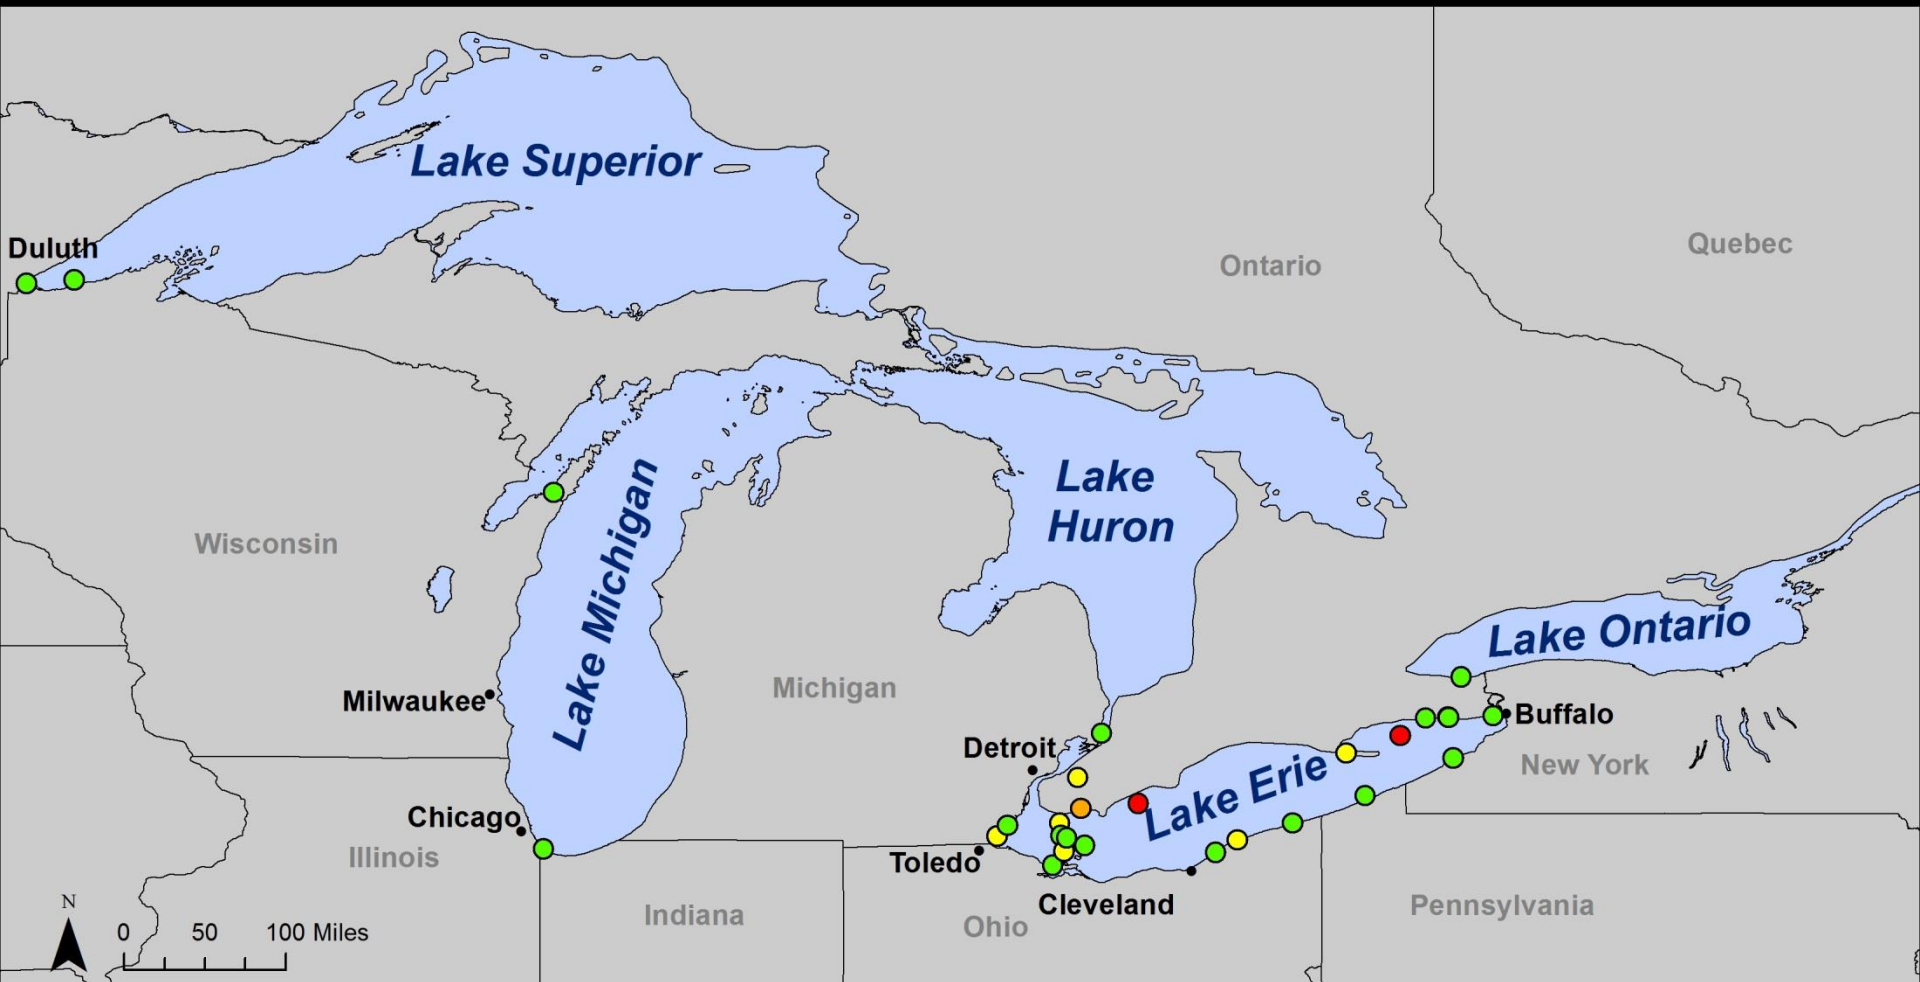 Lake Superior
Duluth
Quebec
Ontario
Lake
Huron
Lake Michigan
Wisconsin
Lake Ontario
Michigan
Milwaukee
Buffalo
Detroit
New York
Lake Erie
Chicago
Illinois
Toledo
Cleveland
Pennsylvania
Indiana
Ohio
N
0 50 100 Miles